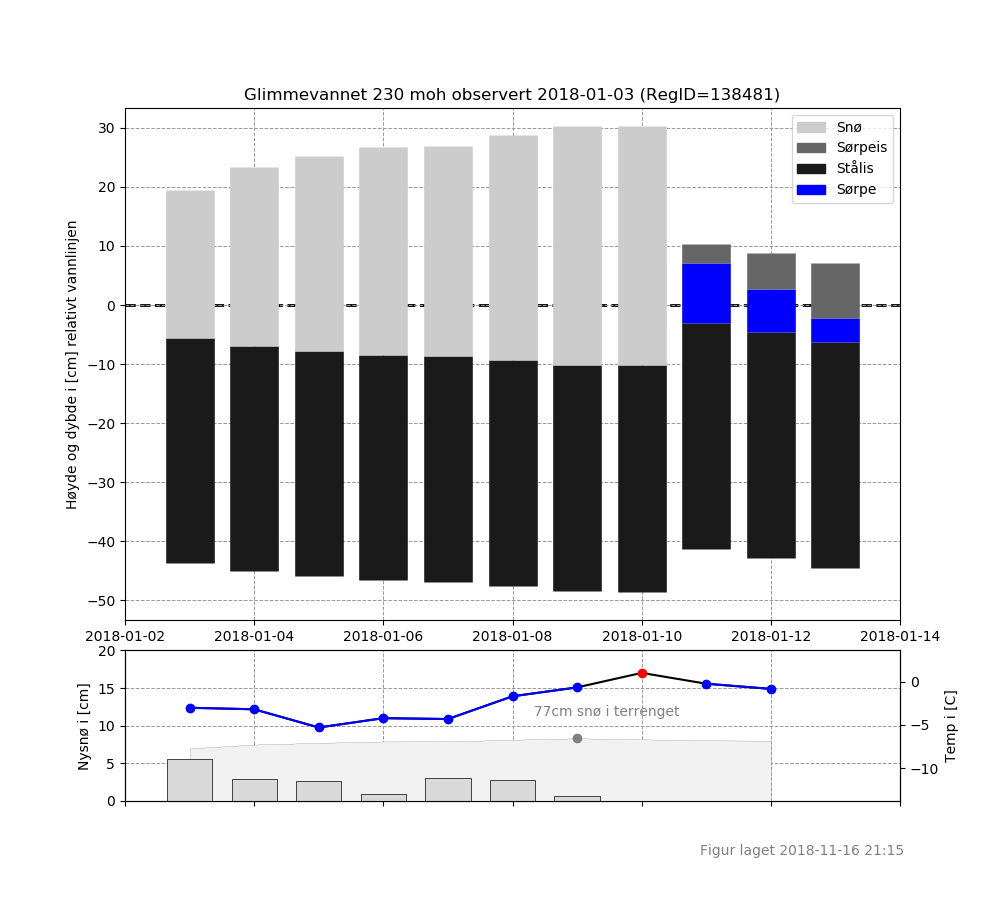 Glimmevannet 230 moh observert 2018-01-03 (RegID=138481)
Høyde og dybde i [cm] relativt vannlinjen
30
20
10
0
−10
−20
−30
−40
−50
Snø
Sørpeis
Stålis
Sørpe
2018-01-02 2018-01-04 2018-01-06 2018-01-08 2018-01-10 2018-01-12 2018-01-14
Nysnø i [cm]
20
15
10
5
0
77cm snø i terrenget
0
−5
−10
Temp i [C]
Figur laget 2018-11-16 21:15